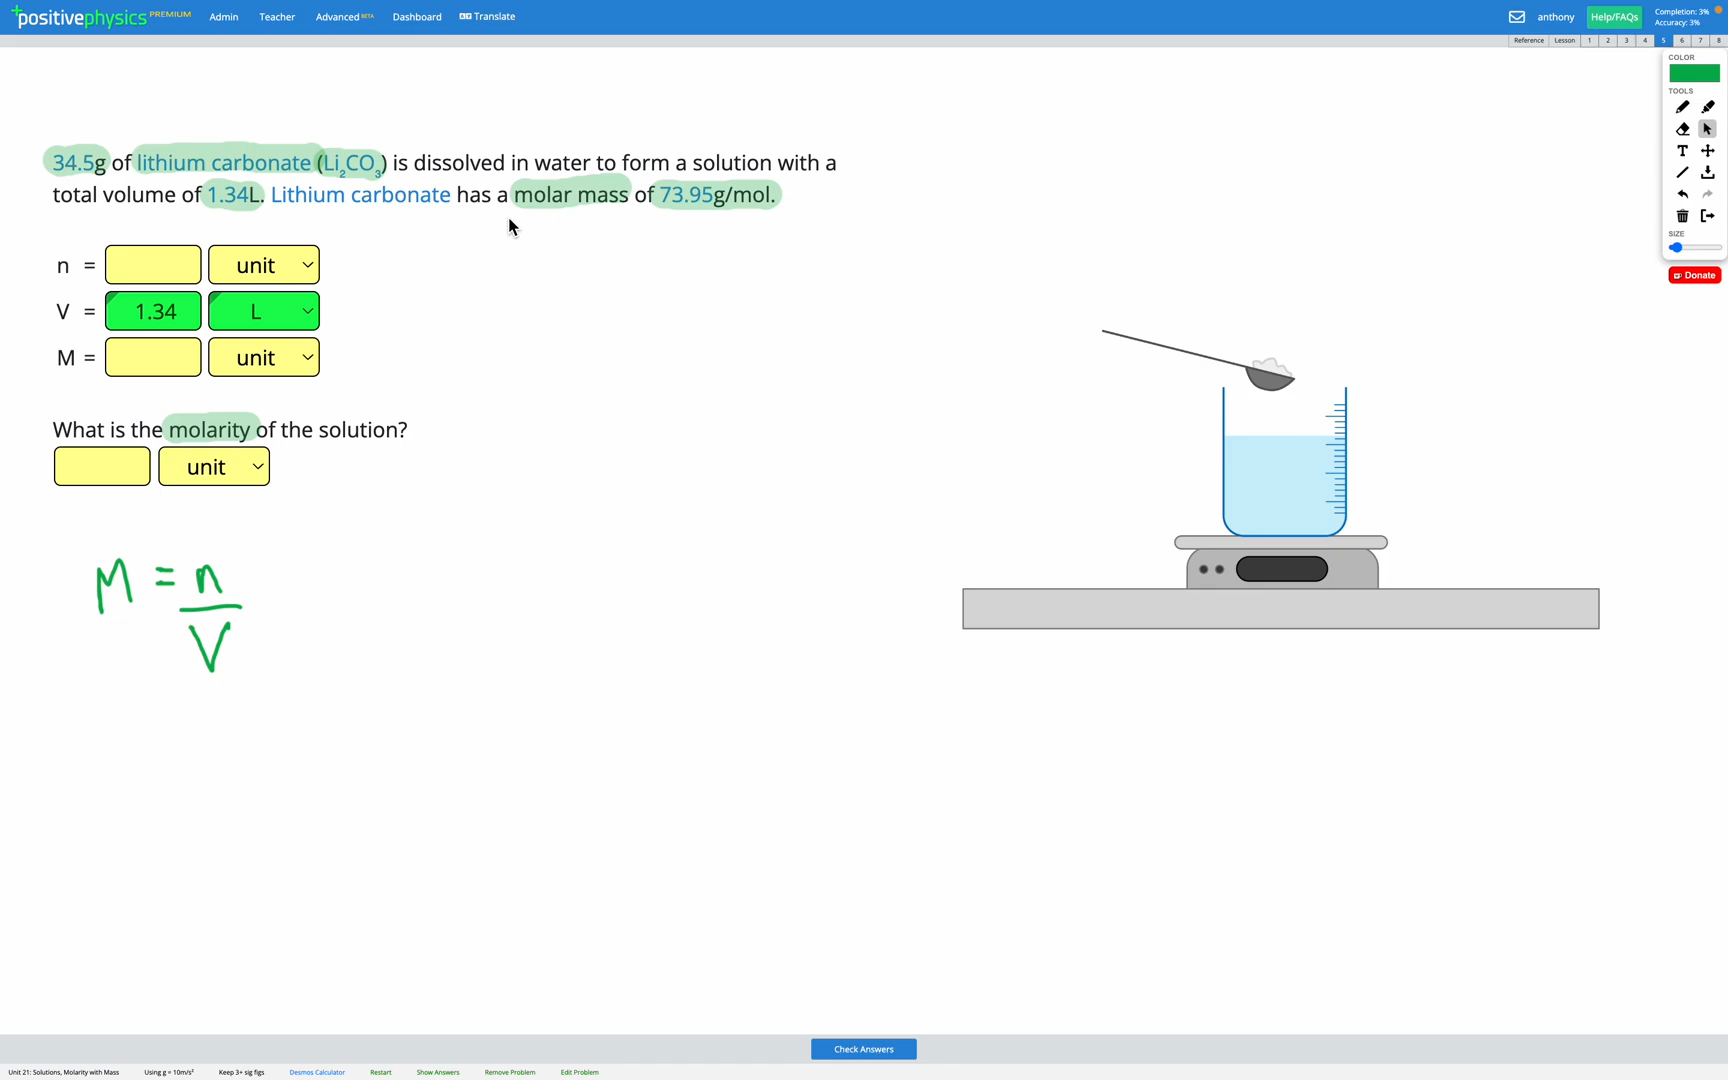 +positivephysics PREMIUM Admin Teacher Advanced BETA Dashboard Translate anthony Help/FAQs Completion: 3%
Accuracy: 3%
Reference Lesson 1 2 3 4 5 6 7 8
COLOR
TOOLS
T
SIZE
Donate
34.5g of lithium carbonate (Li₂CO₃) is dissolved in water to form a solution with a
total volume of 1.34L. Lithium carbonate has a molar mass of 73.95g/mol.
n = unit
V = 1.34 L
M = unit
What is the molarity of the solution?
unit
M = n
V
Check Answers
Unit 21: Solutions, Molarity with Mass Using g = 10m/s² Keep 3+ sig figs Desmos Calculator Restart Show Answers Remove Problem Edit Problem